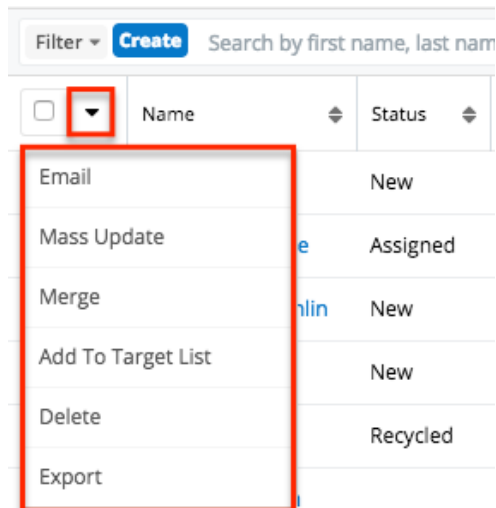 Filter Create Search by first name, last nam
Name Status
Email New
Mass Update e Assigned
Merge nlin New
Add To Target List New
Delete Recycled
Export